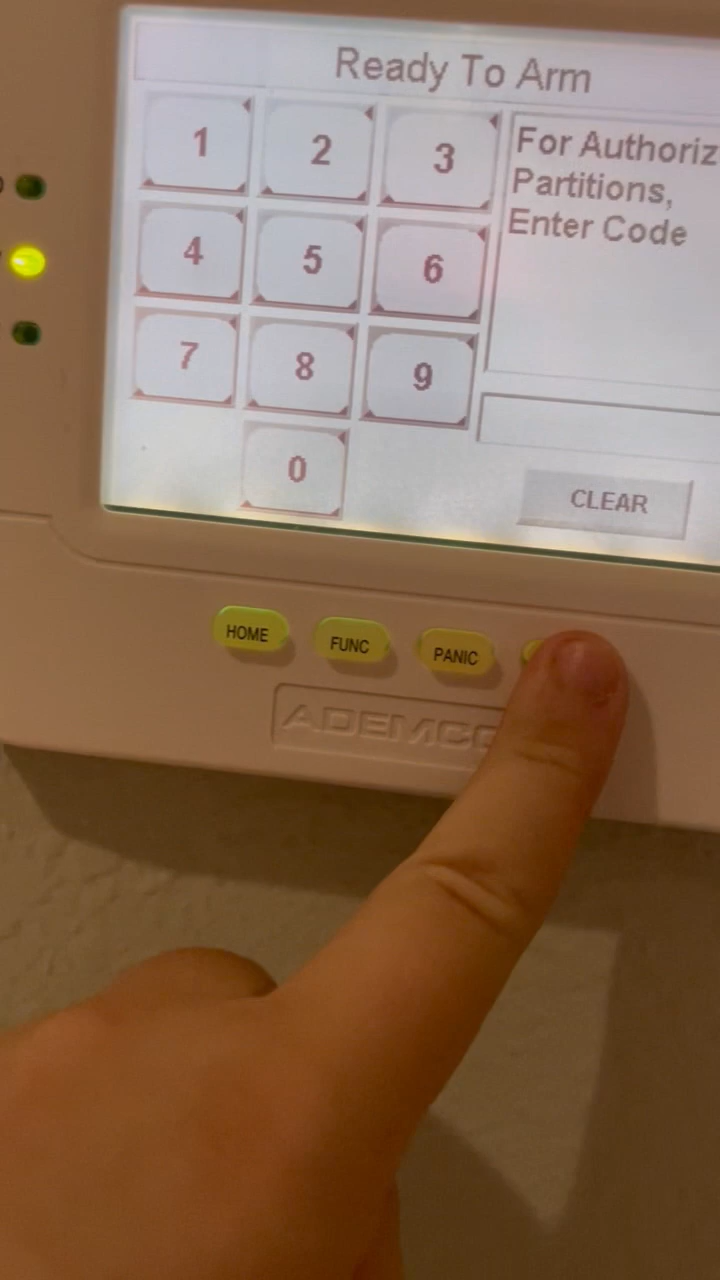 Ready To Arm
1 2 3
For Authoriz
Partitions,
Enter Code
4 5 6
7 8 9
0
CLEAR
HOME FUNC PANIC
ADEMC